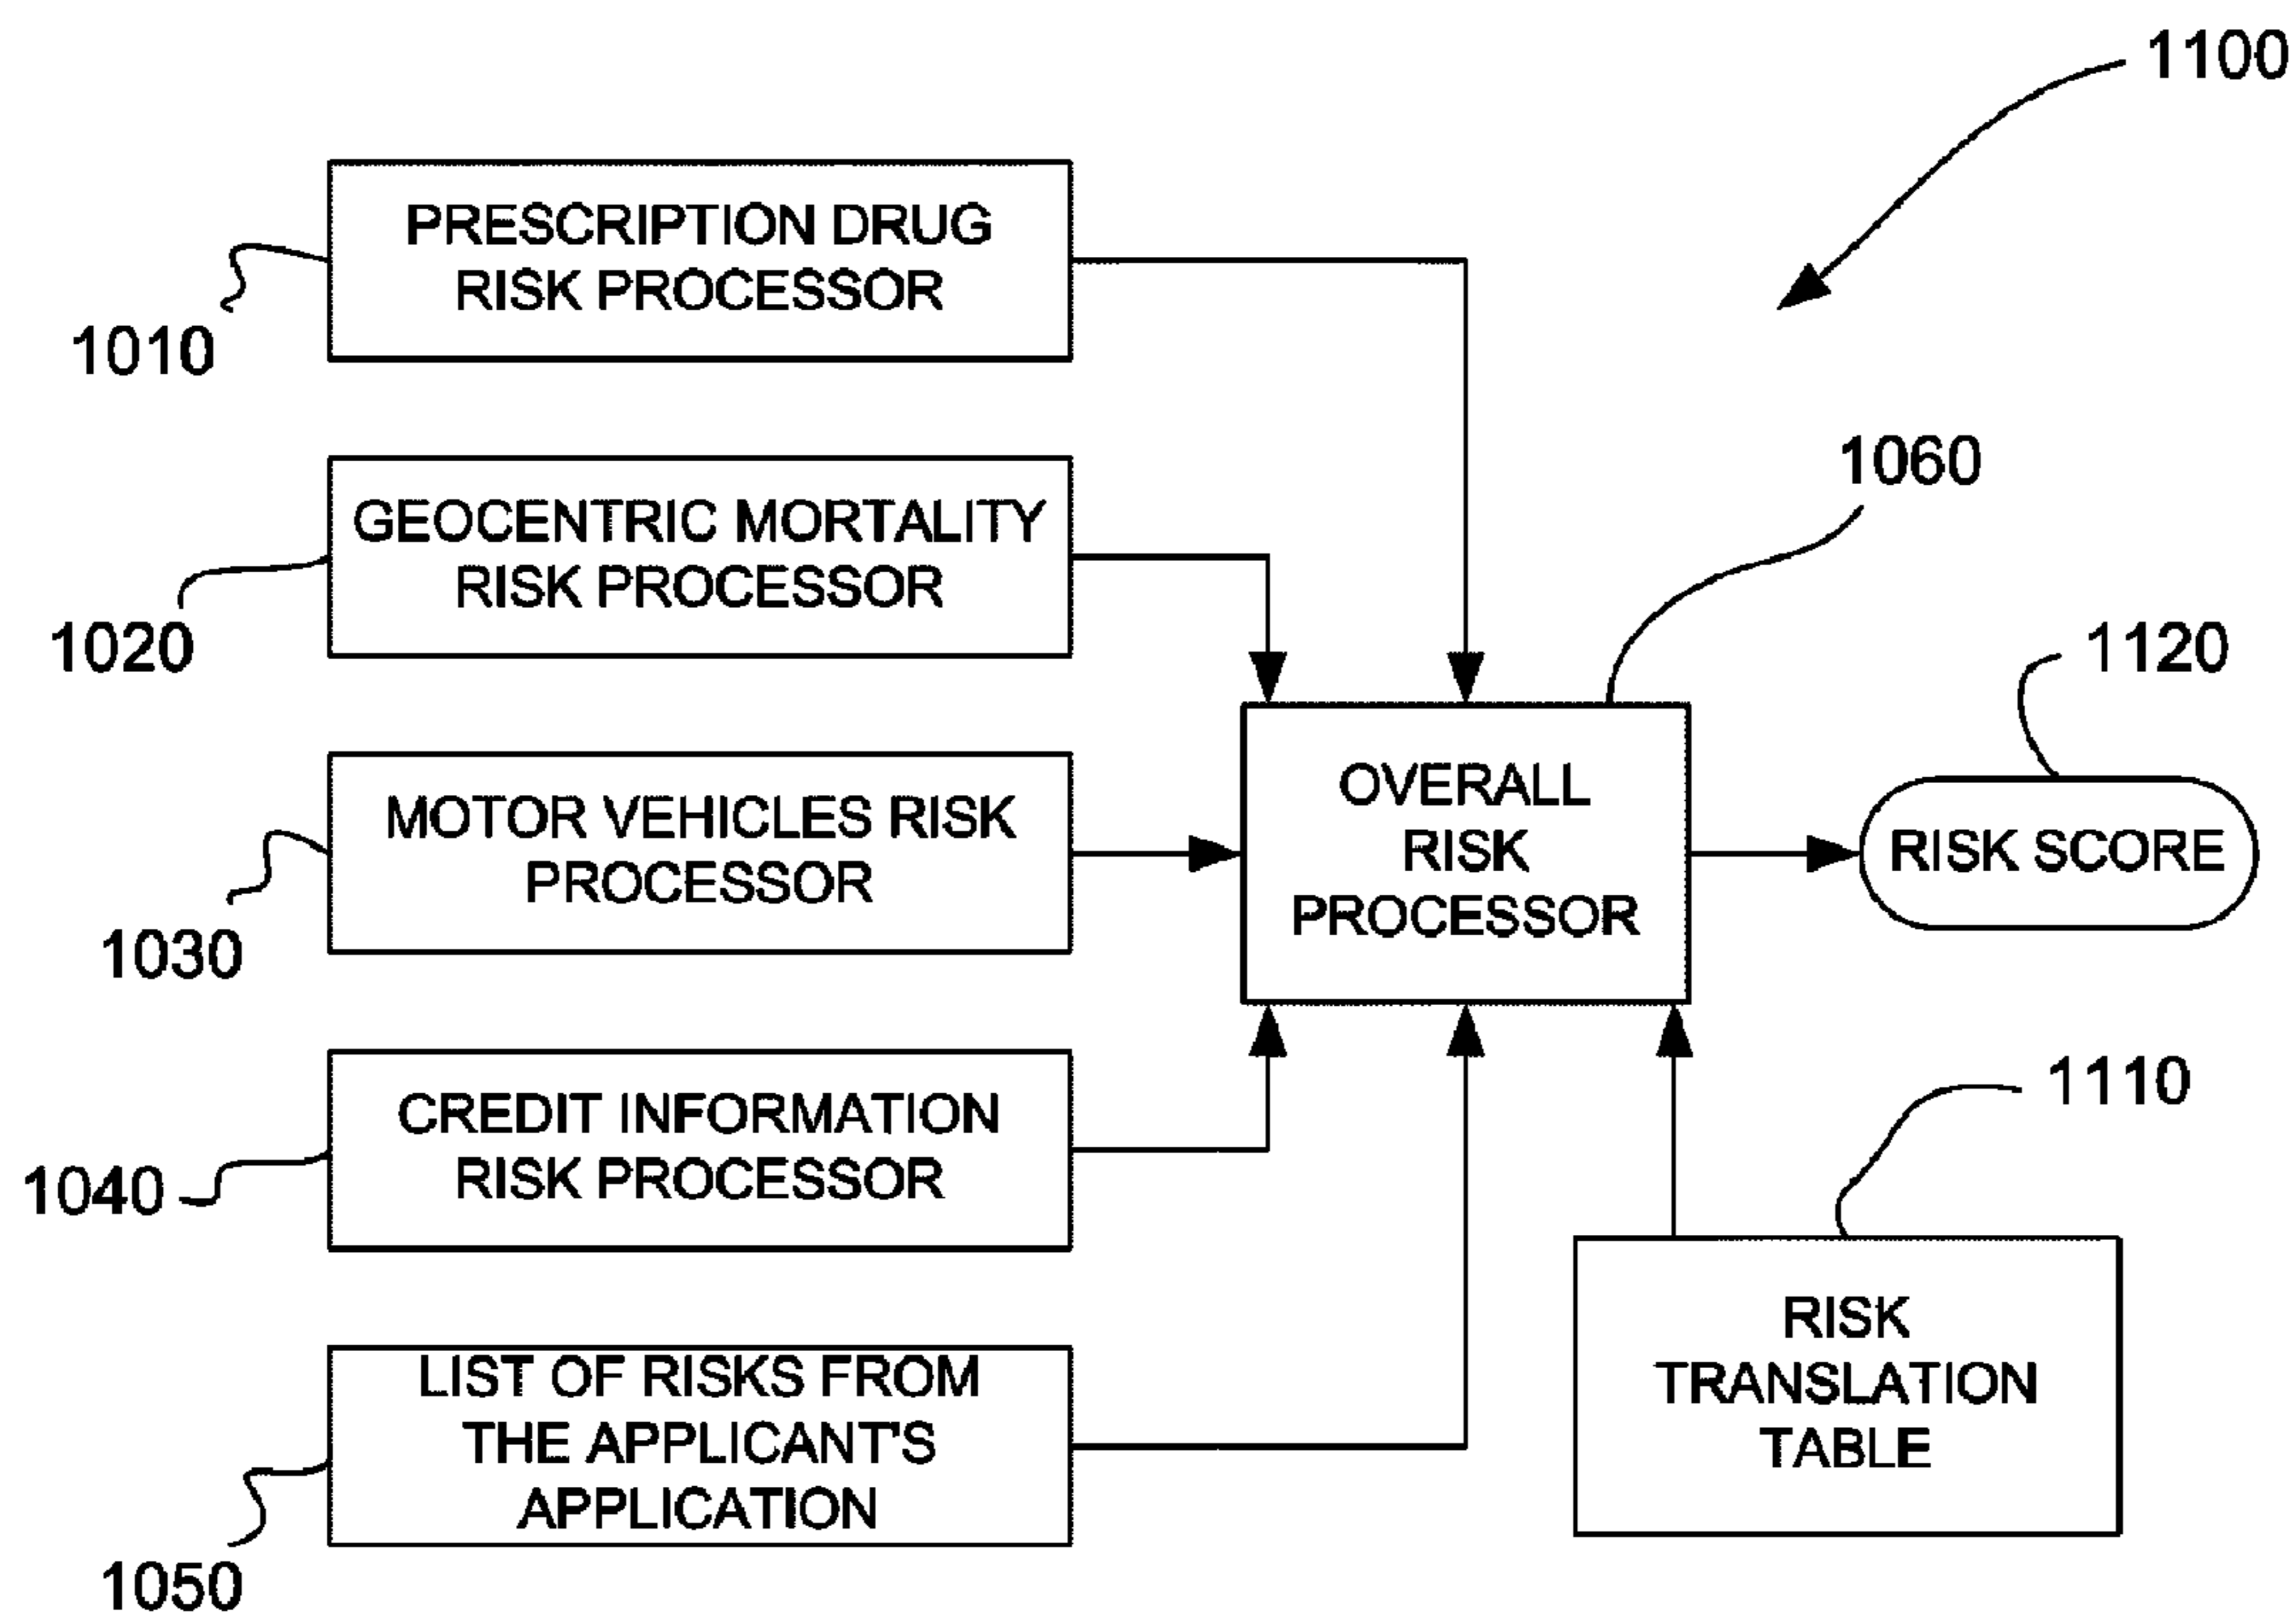 1100
PRESCRIPTION DRUG
RISK PROCESSOR
1010
GEOCENTRIC MORTALITY
RISK PROCESSOR
1020
1060
1120
MOTOR VEHICLES RISK
PROCESSOR
1030
OVERALL
RISK
PROCESSOR
RISK SCORE
CREDIT INFORMATION
RISK PROCESSOR
1040
1110
LIST OF RISKS FROM
THE APPLICANT'S
APPLICATION
1050
RISK
TRANSLATION
TABLE